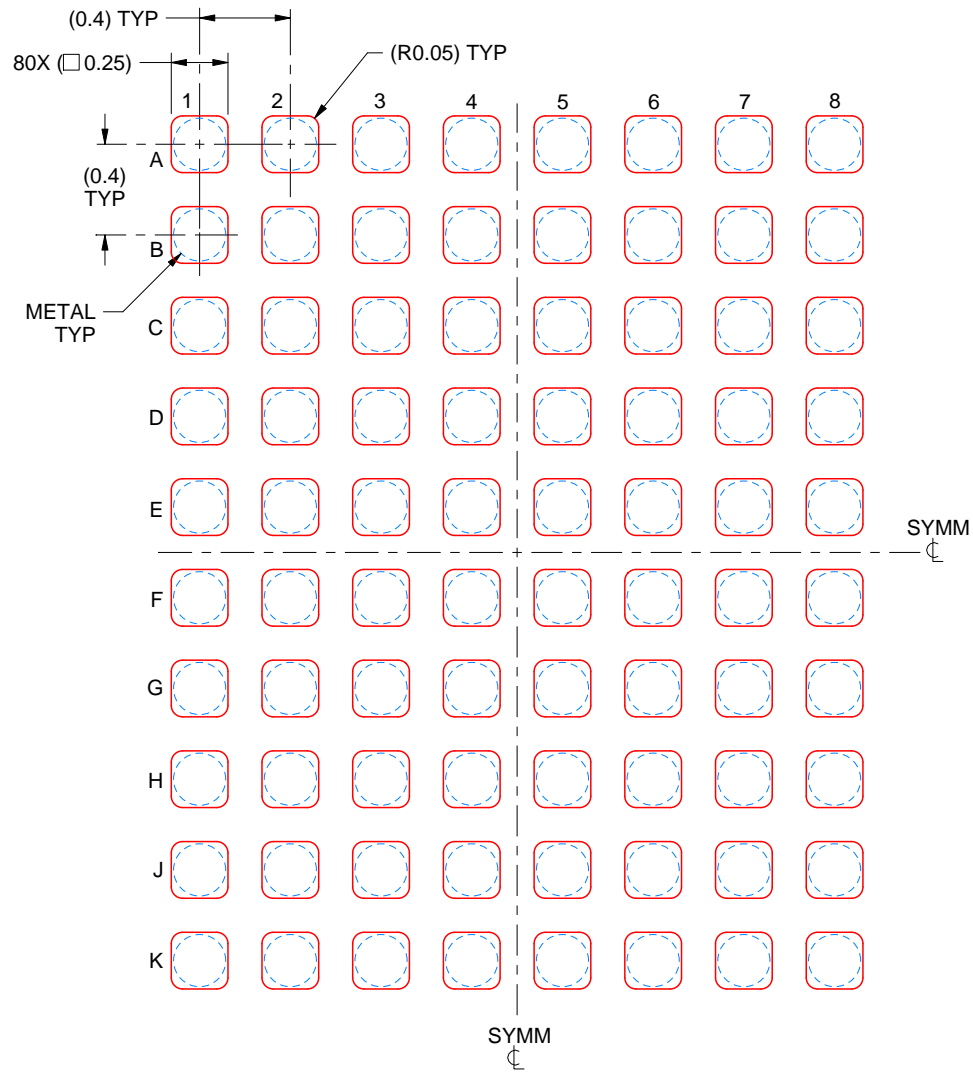 (0.4) TYP
80X (□ 0.25)
(R0.05) TYP
1 2 3 4 5 6 7 8
A
(0.4)
TYP
B
METAL
TYP
C
D
E
SYMM
℄
F
G
H
J
K
SYMM
℄